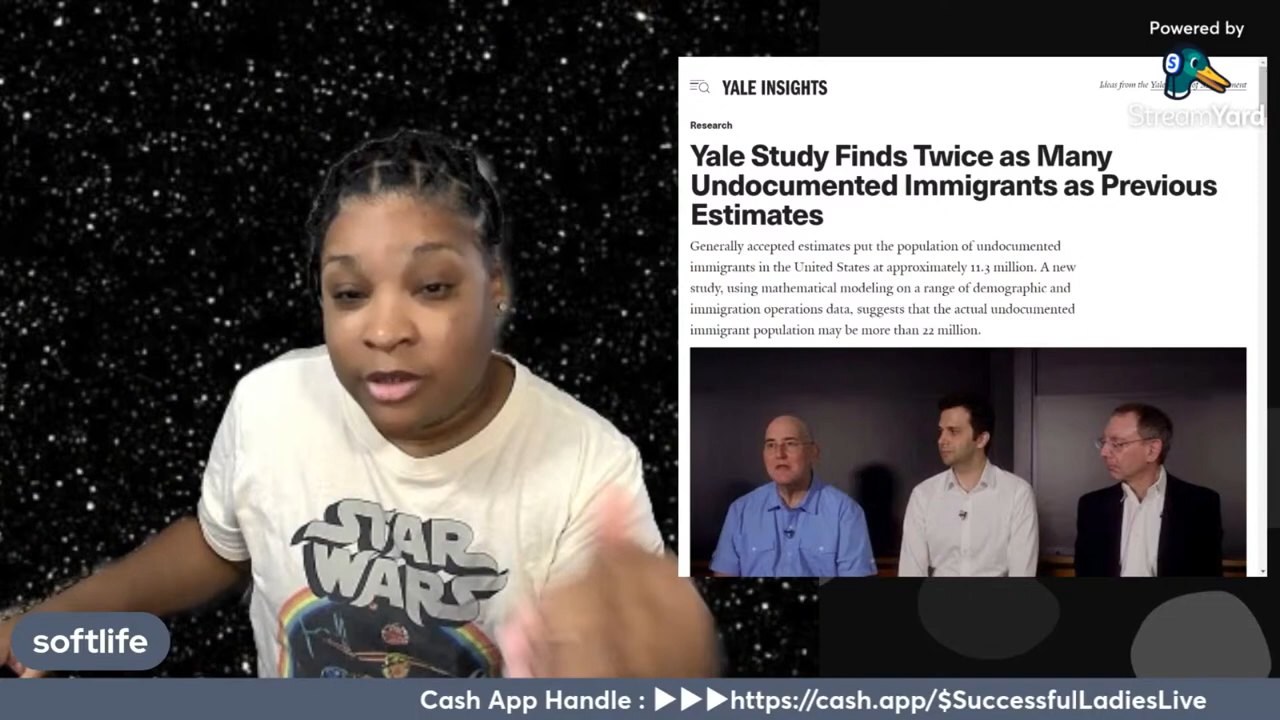 Powered by
StreamYard
YALE INSIGHTS
Ideas from the
Research
Yale Study Finds Twice as Many
Undocumented Immigrants as Previous
Estimates
Generally accepted estimates put the population of undocumented
immigrants in the United States at approximately 11.3 million. A new
study, using mathematical modeling on a range of demographic and
immigration operations data, suggests that the actual undocumented
immigrant population may be more than 22 million.
STAR
WARS
softlife
Cash App Handle : ▶▶▶https://cash.app/$SuccessfulLadiesLive